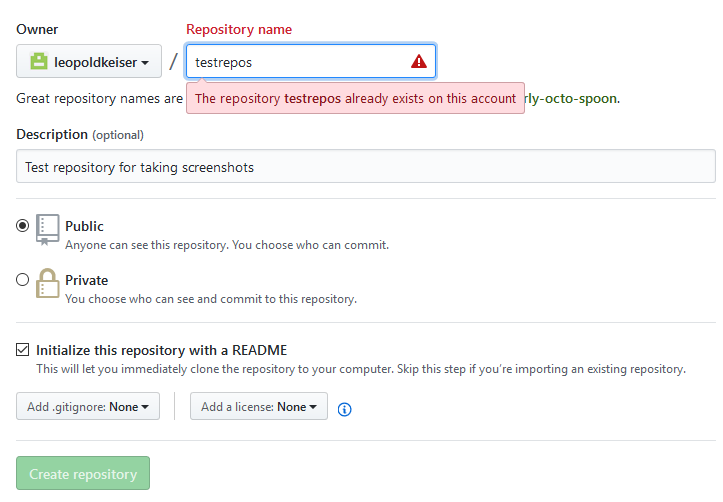 Owner
Repository name
leopoldkeiser / testrepos
Great repository names are
The repository testrepos already exists on this account
rly-octo-spoon.
Description (optional)
Test repository for taking screenshots
Public
Anyone can see this repository. You choose who can commit.
Private
You choose who can see and commit to this repository.
Initialize this repository with a README
This will let you immediately clone the repository to your computer. Skip this step if you're importing an existing repository.
Add .gitignore: None
Add a license: None
Create repository